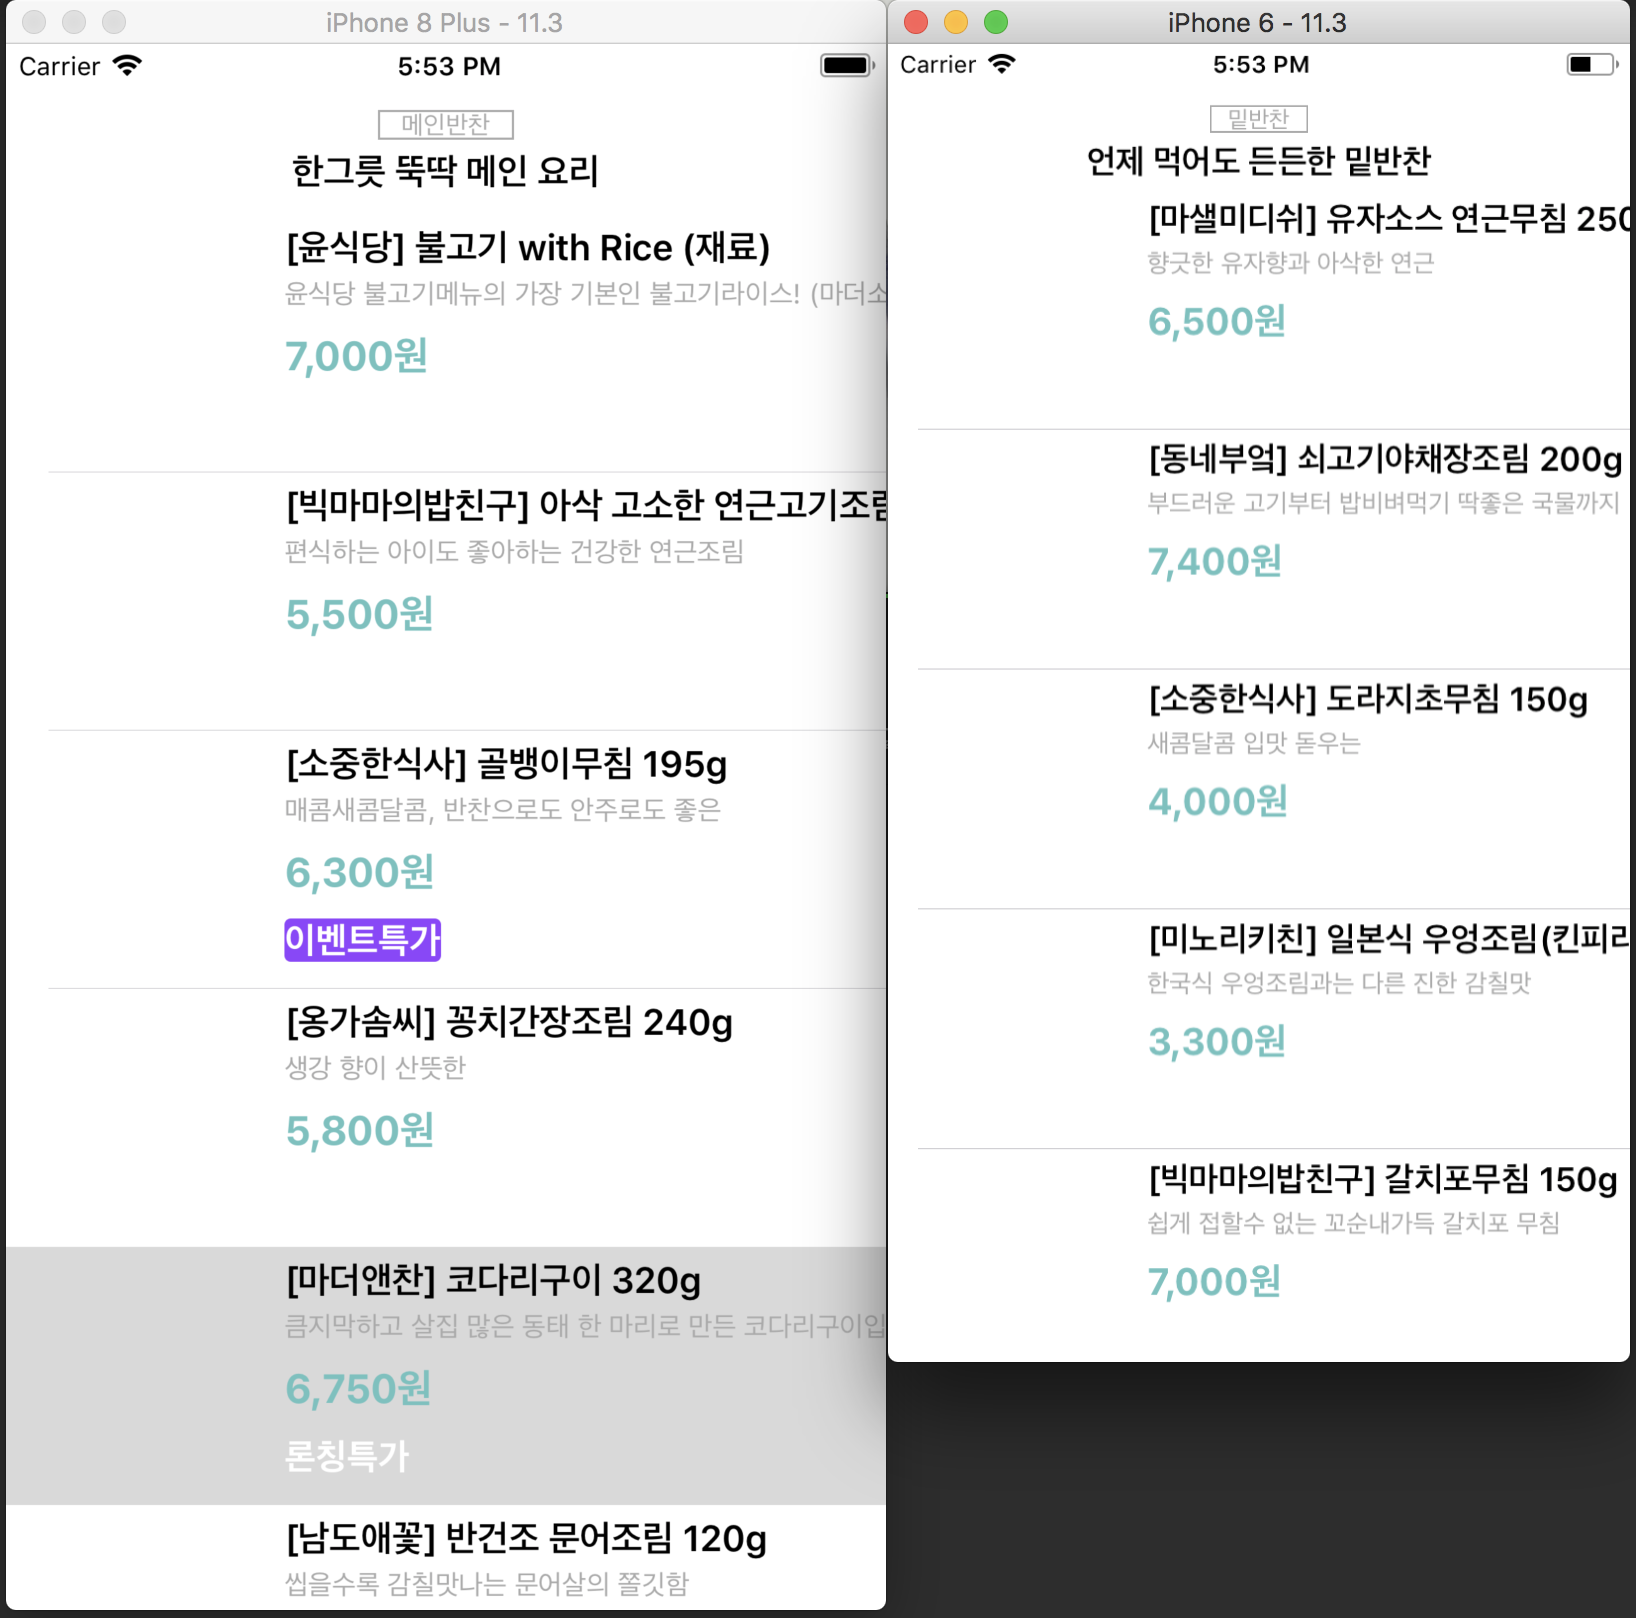 iPhone 8 Plus - 11.3
Carrier 5:53 PM
메인반찬
한그릇 뚝딱 메인 요리
[윤식당] 불고기 with Rice (재료)
윤식당 불고기메뉴의 가장 기본인 불고기라이스! (마더소
7,000원
[빅마마의밥친구] 아삭 고소한 연근고기조림
편식하는 아이도 좋아하는 건강한 연근조림
5,500원
[소중한식사] 골뱅이무침 195g
매콤새콤달콤, 반찬으로도 안주로도 좋은
6,300원
이벤트특가
[옹가솜씨] 꽁치간장조림 240g
생강 향이 산뜻한
5,800원
[마더앤찬] 코다리구이 320g
큼지막하고 살집 많은 동태 한 마리로 만든 코다리구이입
6,750원
론칭특가
[남도애꽃] 반건조 문어조림 120g
씹을수록 감칠맛나는 문어살의 쫄깃함
iPhone 6 - 11.3
Carrier 5:53 PM
밑반찬
언제 먹어도 든든한 밑반찬
[마샐미디쉬] 유자소스 연근무침 250
향긋한 유자향과 아삭한 연근
6,500원
[동네부엌] 쇠고기야채장조림 200g
부드러운 고기부터 밥비벼먹기 딱좋은 국물까지
7,400원
[소중한식사] 도라지초무침 150g
새콤달콤 입맛 돋우는
4,000원
[미노리키친] 일본식 우엉조림(킨피라
한국식 우엉조림과는 다른 진한 감칠맛
3,300원
[빅마마의밥친구] 갈치포무침 150g
쉽게 접할수 없는 꼬순내가득 갈치포 무침
7,000원